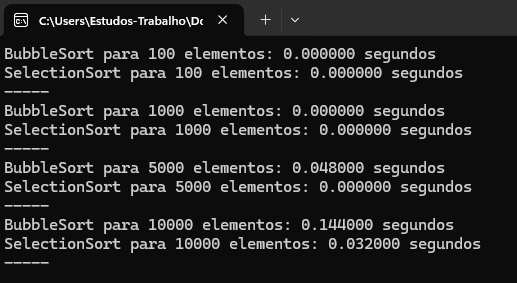 C:\Users\Estudos-Trabalho\Do
BubbleSort para 100 elementos: 0.000000 segundos
SelectionSort para 100 elementos: 0.000000 segundos
-----
BubbleSort para 1000 elementos: 0.000000 segundos
SelectionSort para 1000 elementos: 0.000000 segundos
-----
BubbleSort para 5000 elementos: 0.048000 segundos
SelectionSort para 5000 elementos: 0.000000 segundos
-----
BubbleSort para 10000 elementos: 0.144000 segundos
SelectionSort para 10000 elementos: 0.032000 segundos
-----